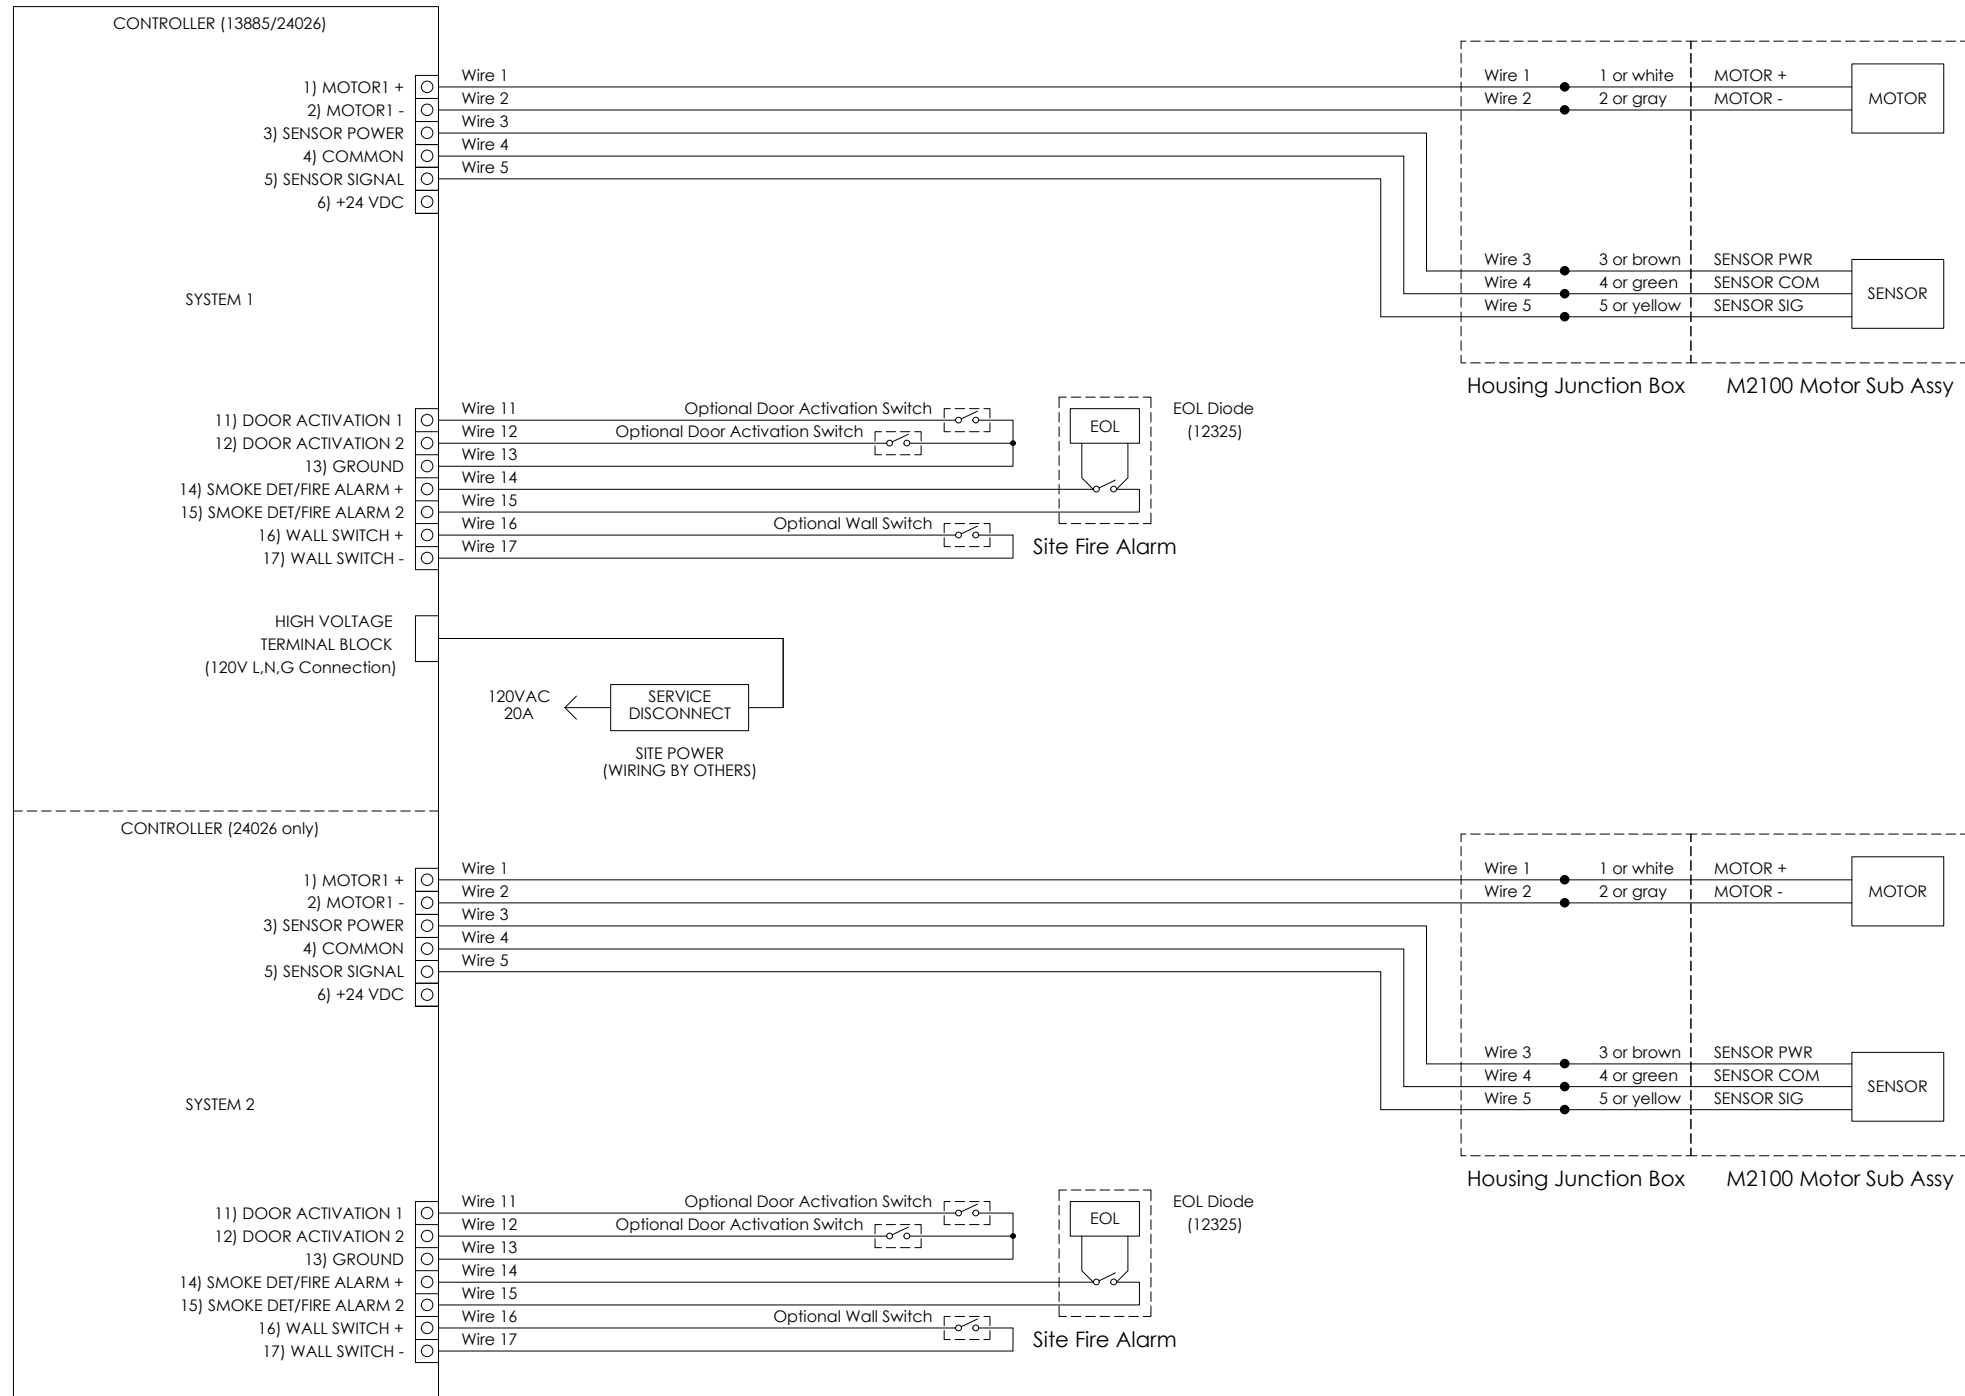 CONTROLLER (13885/24026)
1) MOTOR1 +
2) MOTOR1 -
3) SENSOR POWER
4) COMMON
5) SENSOR SIGNAL
6) +24 VDC
Wire 1
Wire 2
Wire 3
Wire 4
Wire 5
Wire 1 1 or white MOTOR +
Wire 2 2 or gray MOTOR -
MOTOR
SYSTEM 1
Wire 3 3 or brown SENSOR PWR
Wire 4 4 or green SENSOR COM
Wire 5 5 or yellow SENSOR SIG
SENSOR
Housing Junction Box
M2100 Motor Sub Assy
11) DOOR ACTIVATION 1
12) DOOR ACTIVATION 2
13) GROUND
14) SMOKE DET/FIRE ALARM +
15) SMOKE DET/FIRE ALARM 2
16) WALL SWITCH +
17) WALL SWITCH -
Wire 11 Optional Door Activation Switch
Wire 12 Optional Door Activation Switch
Wire 13
Wire 14
Wire 15
Wire 16 Optional Wall Switch
Wire 17
EOL
EOL Diode
(12325)
Site Fire Alarm
HIGH VOLTAGE
TERMINAL BLOCK
(120V L,N,G Connection)
120VAC
20A
SERVICE
DISCONNECT
SITE POWER
(WIRING BY OTHERS)
CONTROLLER (24026 only)
1) MOTOR1 +
2) MOTOR1 -
3) SENSOR POWER
4) COMMON
5) SENSOR SIGNAL
6) +24 VDC
Wire 1
Wire 2
Wire 3
Wire 4
Wire 5
Wire 1 1 or white MOTOR +
Wire 2 2 or gray MOTOR -
MOTOR
SYSTEM 2
Wire 3 3 or brown SENSOR PWR
Wire 4 4 or green SENSOR COM
Wire 5 5 or yellow SENSOR SIG
SENSOR
Housing Junction Box
M2100 Motor Sub Assy
11) DOOR ACTIVATION 1
12) DOOR ACTIVATION 2
13) GROUND
14) SMOKE DET/FIRE ALARM +
15) SMOKE DET/FIRE ALARM 2
16) WALL SWITCH +
17) WALL SWITCH -
Wire 11 Optional Door Activation Switch
Wire 12 Optional Door Activation Switch
Wire 13
Wire 14
Wire 15
Wire 16 Optional Wall Switch
Wire 17
EOL
EOL Diode
(12325)
Site Fire Alarm